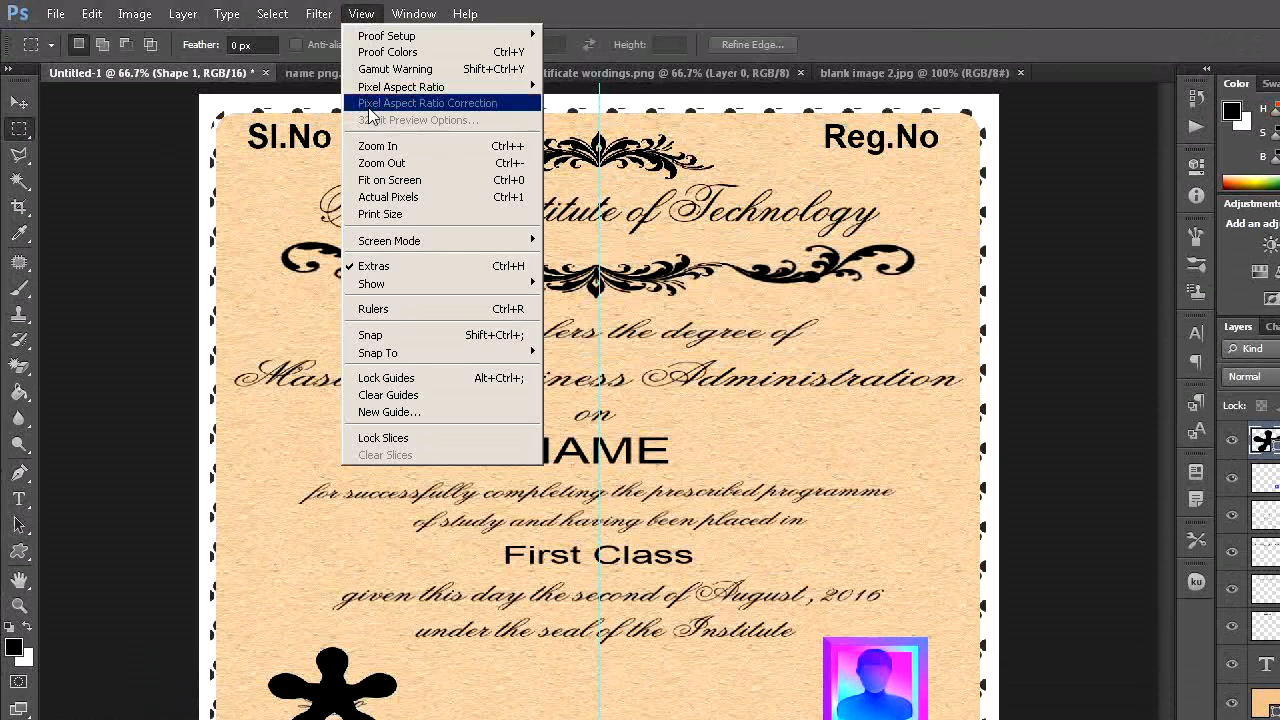 Ps File Edit Image Layer Type Select Filter View Window Help
Feather: 0 px Anti-ali Height: Refine Edge...
Untitled-1 @ 66.7% (Shape 1, RGB/16) * × name png. tificate wordings.png @ 66.7% (Layer 0, RGB/8) × blank image 2.jpg @ 100% (RGB/8#) ×
Proof Setup
Proof Colors Ctrl+Y
Gamut Warning Shift+Ctrl+Y
Pixel Aspect Ratio
Pixel Aspect Ratio Correction
32-bit Preview Options...
Zoom In Ctrl++
Zoom Out Ctrl+-
Fit on Screen Ctrl+0
Actual Pixels Ctrl+1
Print Size
Screen Mode
Extras Ctrl+H
Show
Rulers Ctrl+R
Snap Shift+Ctrl+;
Snap To
Lock Guides Alt+Ctrl+;
Clear Guides
New Guide...
Lock Slices
Clear Slices
Sl.No Reg.No
titute of Technology
fers the degree of
Mas iness Administration
on
NAME
for successfully completing the prescribed programme
of study and having been placed in
First Class
given this day the second of August , 2016
under the seal of the Institute
Color Swa
H
S
B
Adjustments
Add an adj
Layers Ch
Kind
Normal
Lock:
ku